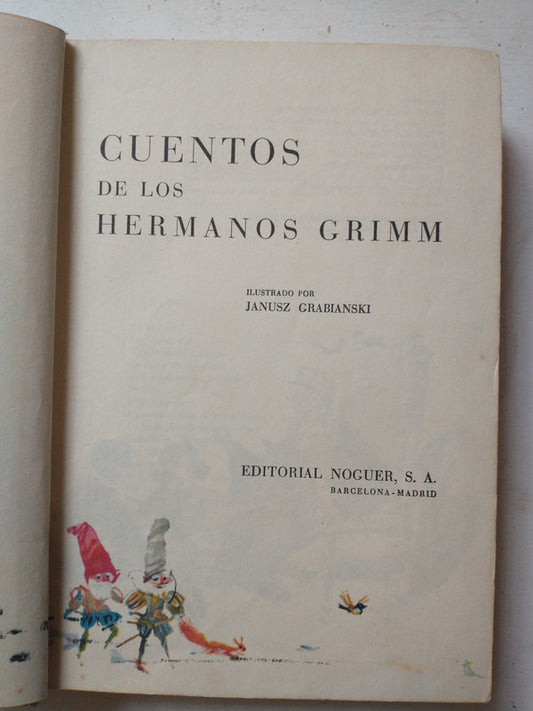 CUENTOS
DE LOS
HERMANOS GRIMM
ILUSTRADO POR
JANUSZ GRABIANSKI
EDITORIAL NOGUER, S. A.
BARCELONA-MADRID